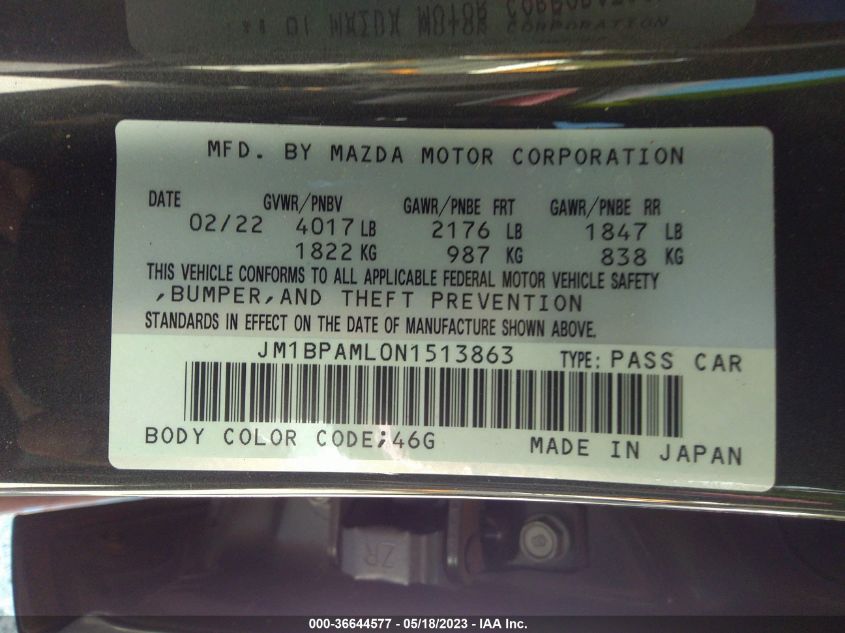 MFD. BY MAZDA MOTOR CORPORATION
DATE GVWR/PNBV GAWR/PNBE FRT GAWR/PNBE RR
02/22 4017 LB 2176 LB 1847 LB
1822 KG 987 KG 838 KG
THIS VEHICLE CONFORMS TO ALL APPLICABLE FEDERAL MOTOR VEHICLE SAFETY
,BUMPER,AND THEFT PREVENTION
STANDARDS IN EFFECT ON THE DATE OF MANUFACTURE SHOWN ABOVE.
JM1BPAML0N1513863 TYPE: PASS CAR
BODY COLOR CODE;46G MADE IN JAPAN
ZR
000-36644577 - 05/18/2023 - IAA Inc.